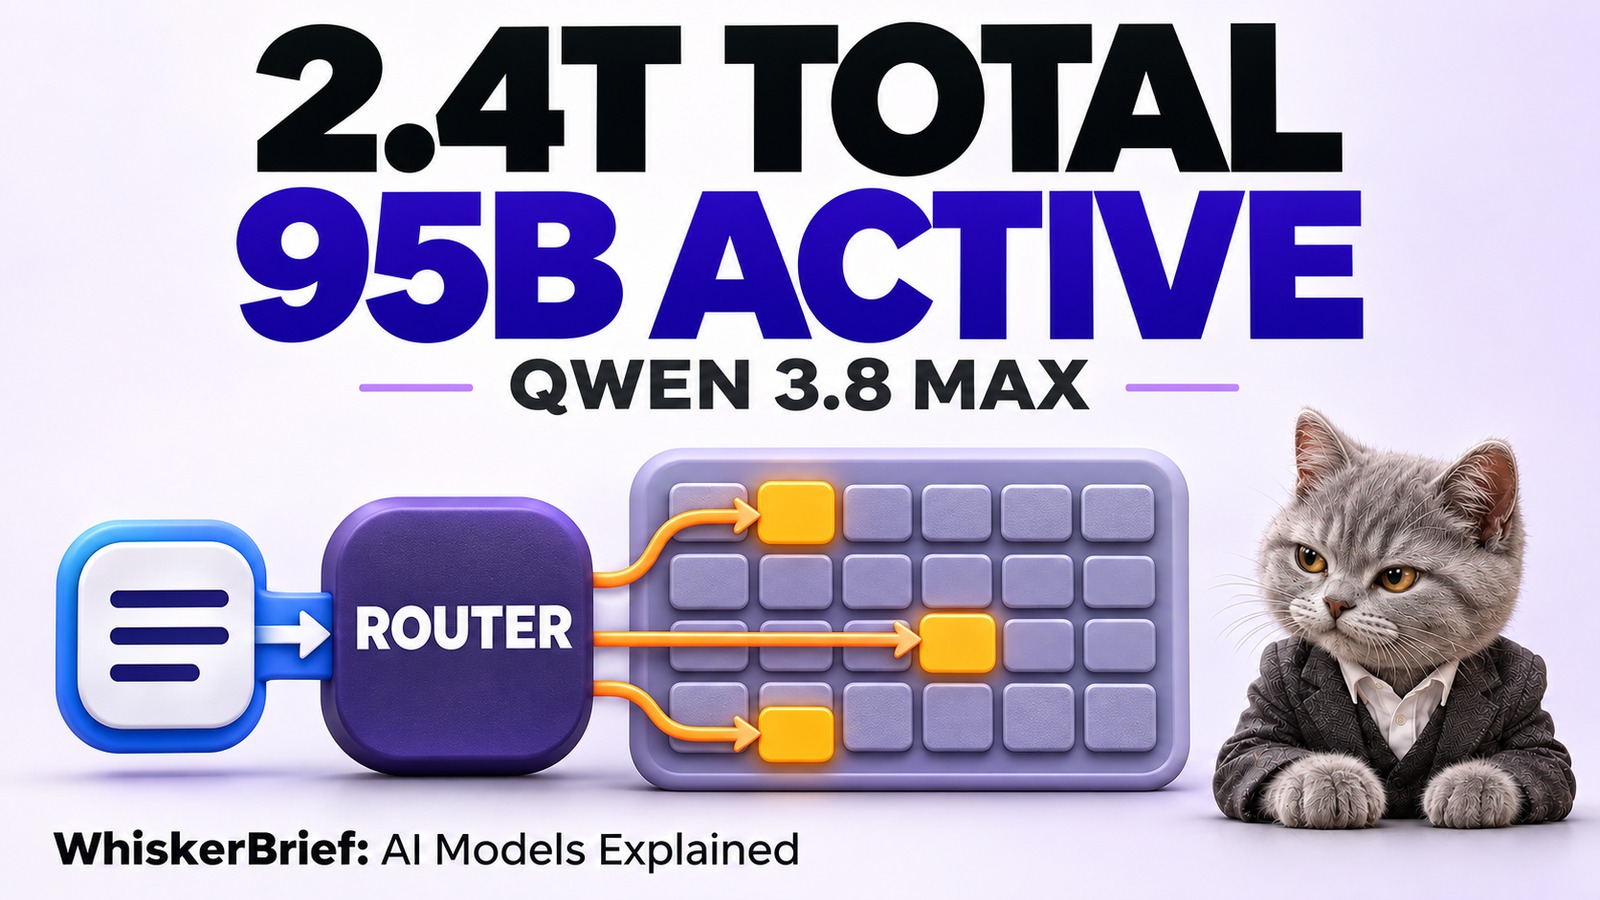 2.4T TOTAL
95B ACTIVE
QWEN 3.8 MAX
ROUTER
WhiskerBrief: AI Models Explained